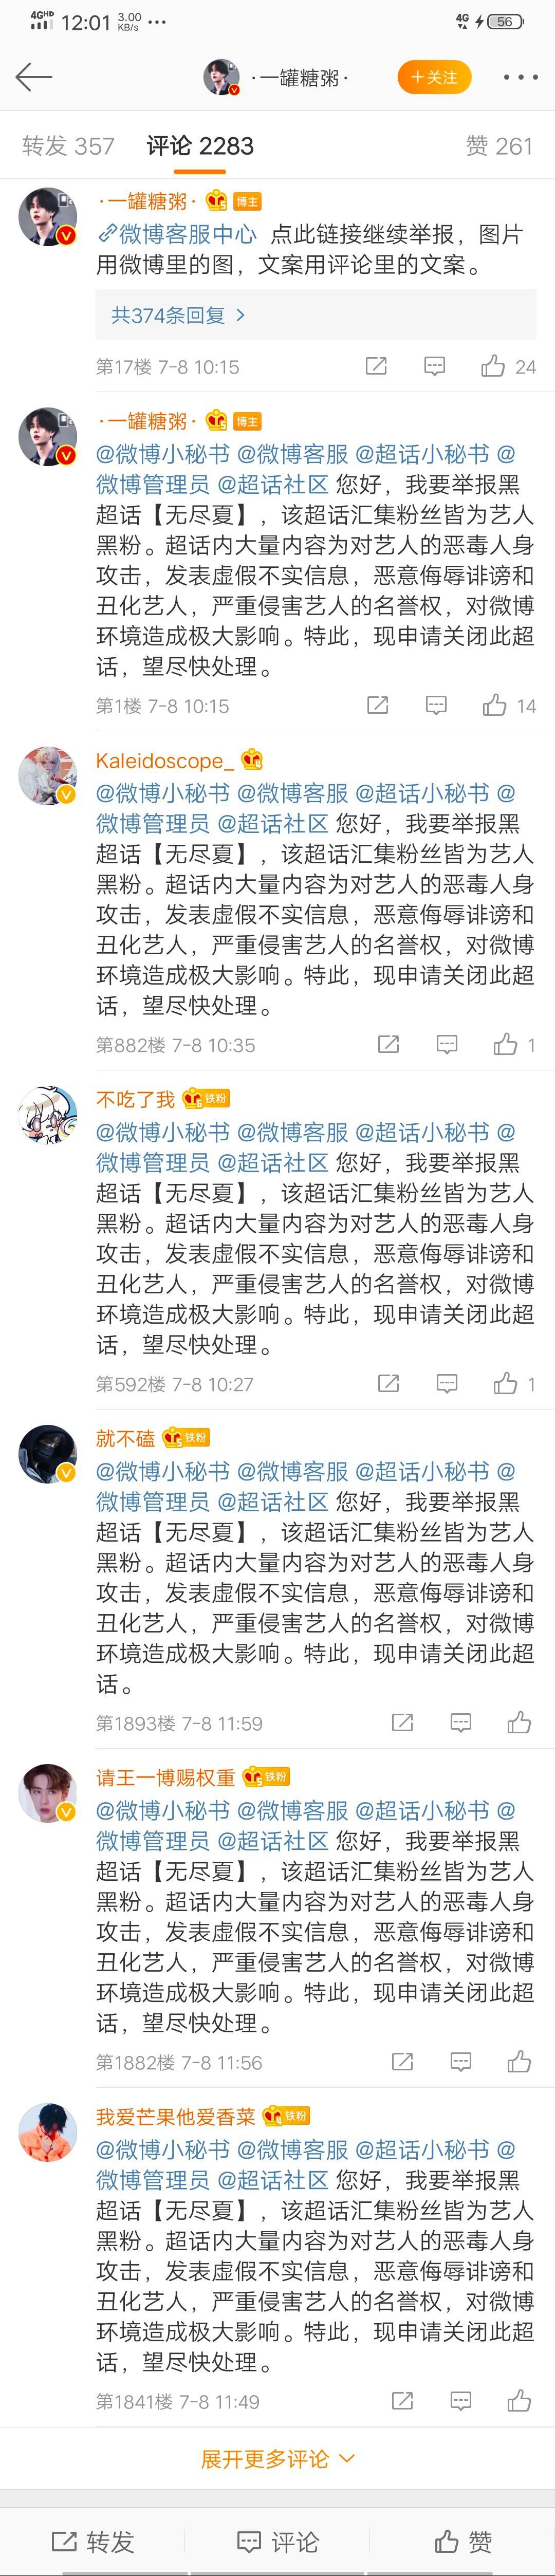 4GHD 12:01 3.00 KB/s ··· 4G 56
·一罐糖粥· +关注
转发 357 评论 2283 赞 261
·一罐糖粥· 博主
微博客服中心 点此链接继续举报，图片
用微博里的图，文案用评论里的文案。
共374条回复 >
第17楼 7-8 10:15 24
·一罐糖粥· 博主
@微博小秘书 @微博客服 @超话小秘书 @
微博管理员 @超话社区 您好，我要举报黑
超话【无尽夏】，该超话汇集粉丝皆为艺人
黑粉。超话内大量内容为对艺人的恶毒人身
攻击，发表虚假不实信息，恶意侮辱诽谤和
丑化艺人，严重侵害艺人的名誉权，对微博
环境造成极大影响。特此，现申请关闭此超
话，望尽快处理。
第1楼 7-8 10:15 14
Kaleidoscope_
@微博小秘书 @微博客服 @超话小秘书 @
微博管理员 @超话社区 您好，我要举报黑
超话【无尽夏】，该超话汇集粉丝皆为艺人
黑粉。超话内大量内容为对艺人的恶毒人身
攻击，发表虚假不实信息，恶意侮辱诽谤和
丑化艺人，严重侵害艺人的名誉权，对微博
环境造成极大影响。特此，现申请关闭此超
话，望尽快处理。
第882楼 7-8 10:35 1
不吃了我 6 铁粉
@微博小秘书 @微博客服 @超话小秘书 @
微博管理员 @超话社区 您好，我要举报黑
超话【无尽夏】，该超话汇集粉丝皆为艺人
黑粉。超话内大量内容为对艺人的恶毒人身
攻击，发表虚假不实信息，恶意侮辱诽谤和
丑化艺人，严重侵害艺人的名誉权，对微博
环境造成极大影响。特此，现申请关闭此超
话，望尽快处理。
第592楼 7-8 10:27 1
就不磕 5 铁粉
@微博小秘书 @微博客服 @超话小秘书 @
微博管理员 @超话社区 您好，我要举报黑
超话【无尽夏】，该超话汇集粉丝皆为艺人
黑粉。超话内大量内容为对艺人的恶毒人身
攻击，发表虚假不实信息，恶意侮辱诽谤和
丑化艺人，严重侵害艺人的名誉权，对微博
环境造成极大影响。特此，现申请关闭此超
话。
第1893楼 7-8 11:59
请王一博赐权重 5 铁粉
@微博小秘书 @微博客服 @超话小秘书 @
微博管理员 @超话社区 您好，我要举报黑
超话【无尽夏】，该超话汇集粉丝皆为艺人
黑粉。超话内大量内容为对艺人的恶毒人身
攻击，发表虚假不实信息，恶意侮辱诽谤和
丑化艺人，严重侵害艺人的名誉权，对微博
环境造成极大影响。特此，现申请关闭此超
话，望尽快处理。
第1882楼 7-8 11:56
我爱芒果他爱香菜 铁粉
@微博小秘书 @微博客服 @超话小秘书 @
微博管理员 @超话社区 您好，我要举报黑
超话【无尽夏】，该超话汇集粉丝皆为艺人
黑粉。超话内大量内容为对艺人的恶毒人身
攻击，发表虚假不实信息，恶意侮辱诽谤和
丑化艺人，严重侵害艺人的名誉权，对微博
环境造成极大影响。特此，现申请关闭此超
话，望尽快处理。
第1841楼 7-8 11:49
展开更多评论
转发 评论 赞